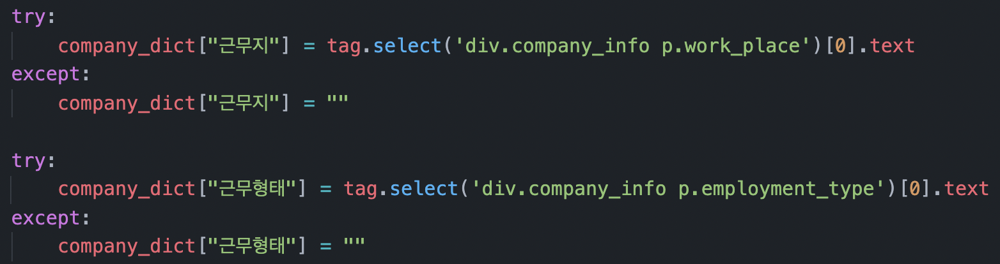 try:
    company_dict["근무지"] = tag.select('div.company_info p.work_place')[0].text
except:
    company_dict["근무지"] = ""

try:
    company_dict["근무형태"] = tag.select('div.company_info p.employment_type')[0].text
except:
    company_dict["근무형태"] = ""